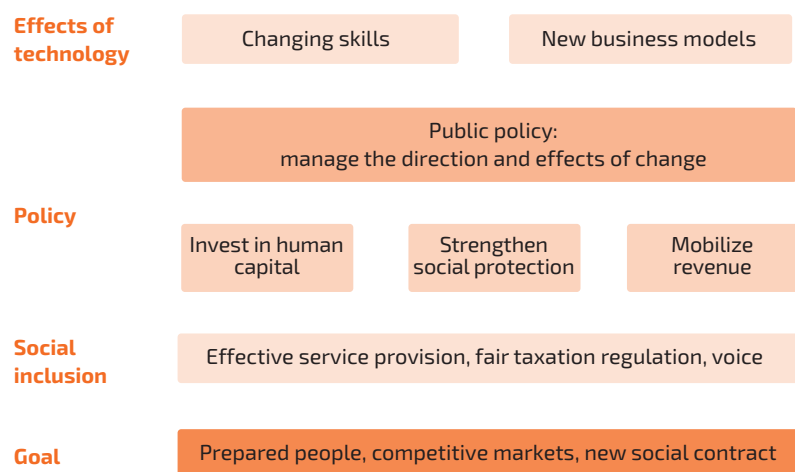 Effects of
technology
Changing skills
New business models
Public policy:
manage the direction and effects of change
Policy
Invest in human
capital
Strengthen
social protection
Mobilize
revenue
Social
inclusion
Effective service provision, fair taxation regulation, voice
Goal
Prepared people, competitive markets, new social contract